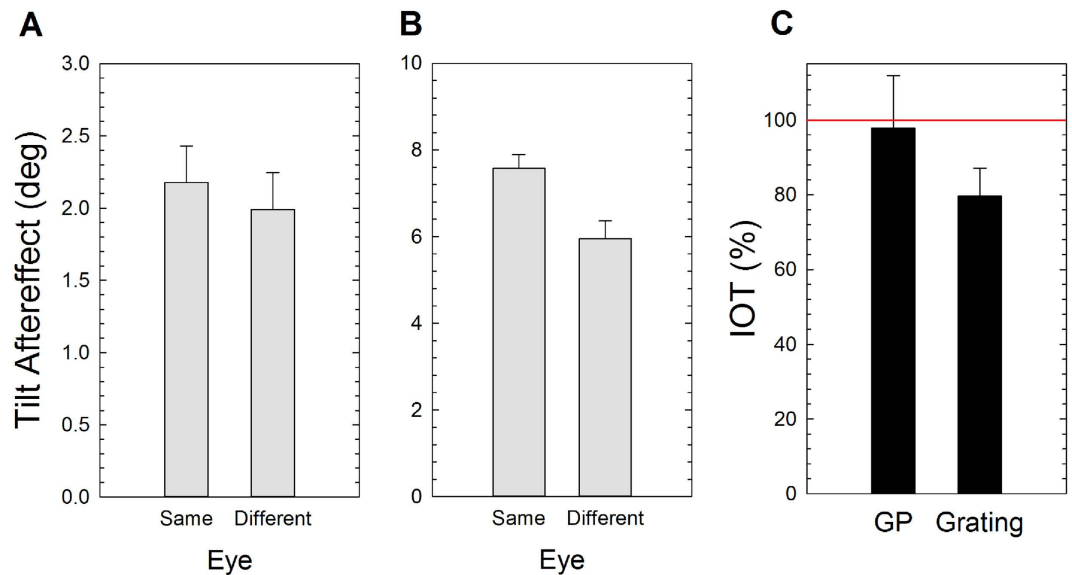 A
B
C
Tilt Aftereffect (deg)
3.0
2.5
2.0
1.5
1.0
0.5
0.0
Same Different
Eye
10
8
6
4
2
0
Same Different
Eye
IOT (%)
100
80
60
40
20
0
GP Grating